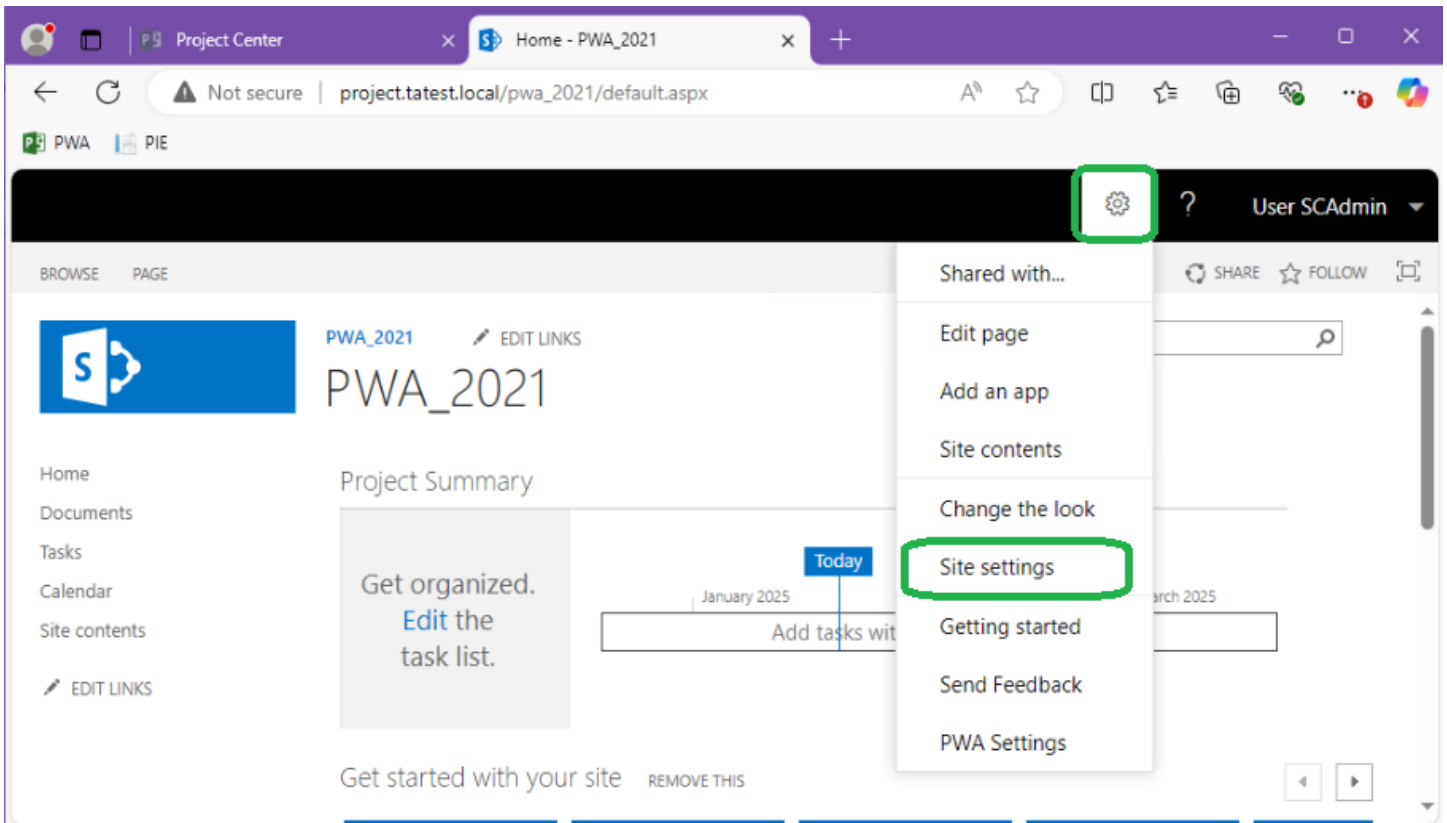 Project Center
Home - PWA_2021
Not secure
project.tatest.local/pwa_2021/default.aspx
PWA
PIE
?
User SCAdmin
BROWSE
PAGE
SHARE
FOLLOW
Shared with...
Edit page
Add an app
Site contents
Change the look
Site settings
Getting started
Send Feedback
PWA Settings
PWA_2021
EDIT LINKS
PWA_2021
Home
Documents
Tasks
Calendar
Site contents
EDIT LINKS
Project Summary
Get organized.
Edit the
task list.
Today
January 2025
arch 2025
Add tasks wit
Get started with your site
REMOVE THIS